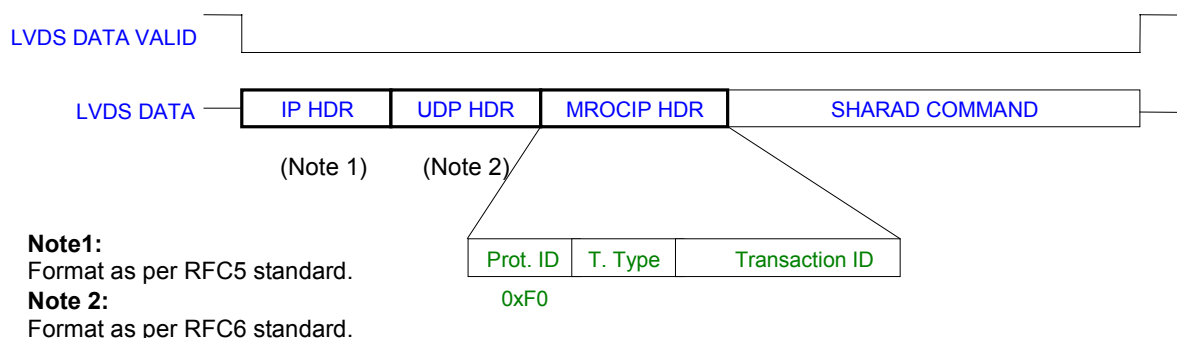 LVDS DATA VALID
LVDS DATA
IP HDR
UDP HDR
MROCIP HDR
SHARAD COMMAND
(Note 1)
(Note 2)
Prot. ID
T. Type
Transaction ID
0xF0
Note1:
Format as per RFC5 standard.
Note 2:
Format as per RFC6 standard.